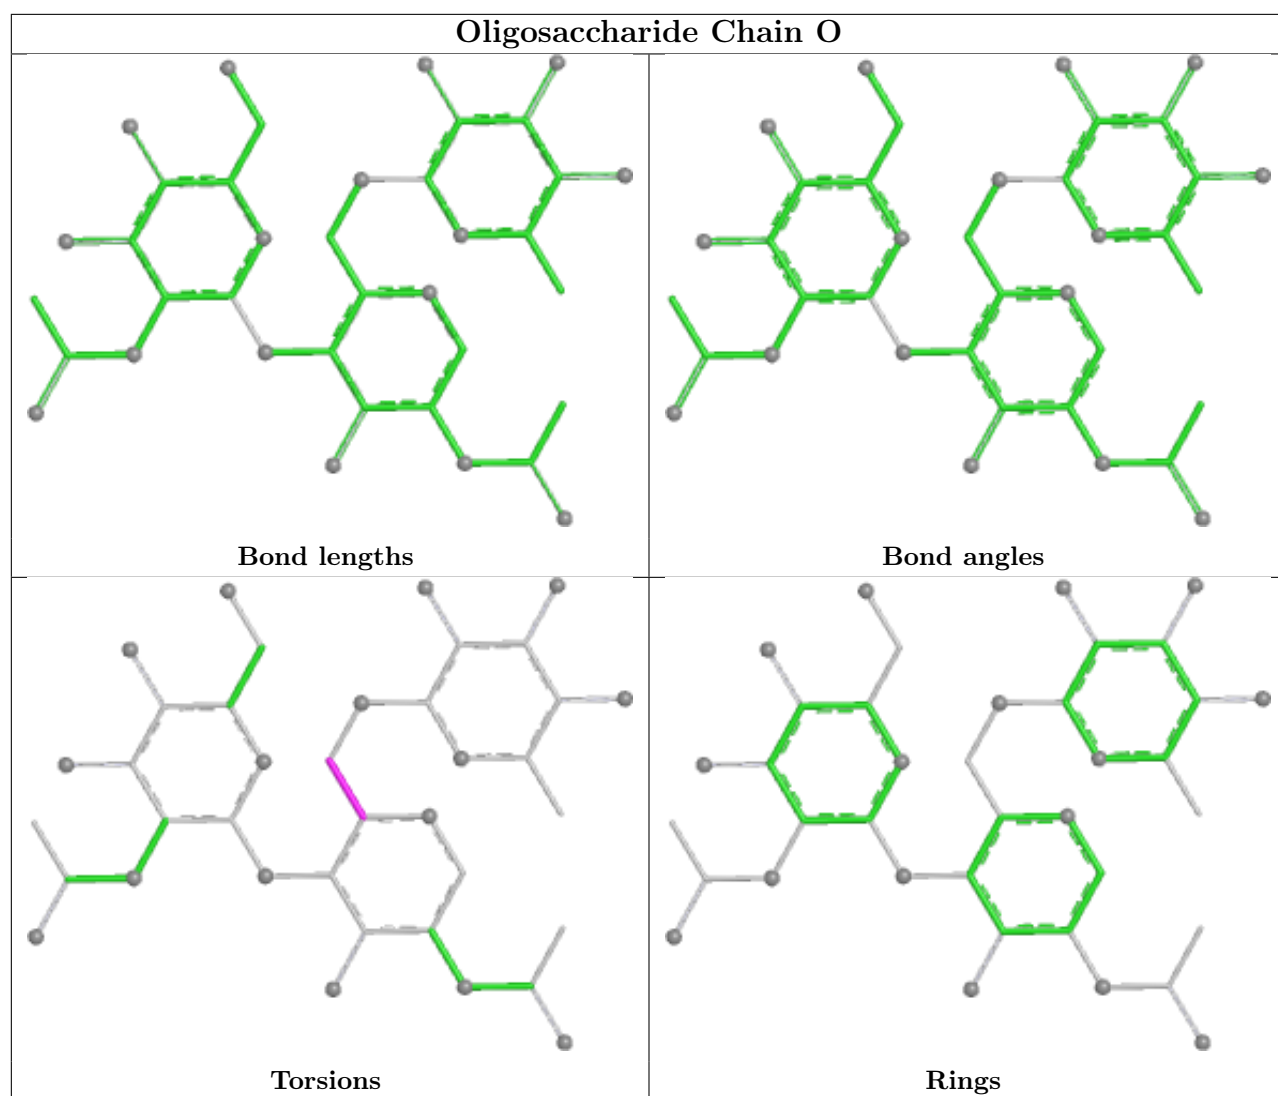 Oligosaccharide Chain O
Bond lengths
Bond angles
Torsions
Rings